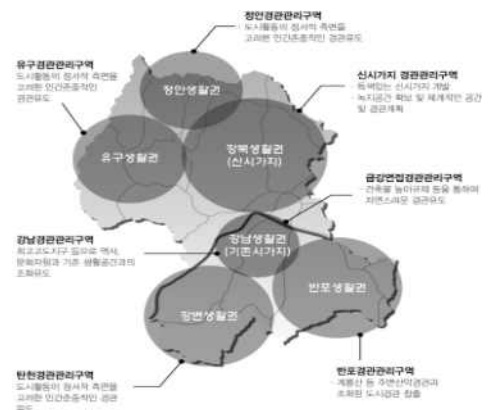 정안경관관리구역
· 도시활동의 정서적 측면을
고려한 인간존중적인 경관유도
유구경관관리구역
도시활동의 정서적 측면을
고려한 인간존중적인
경관유도
신시가지 경관관리구역
· 특색있는 신시가지 개발
· 녹지공간 확보 및 체계적인 공간
및 경관계획
정안생활권
유구생활권
강북생활권
(신시가지)
금강연접경관관리구역
· 건축물 높이규제 등을 통하여
자연스러운 경관유도
강남경관관리구역
최고고도지구 등으로 역사,
문화자원과 기존 생활공간과의
조화유도
강남생활권
(기존시가지)
반포생활권
강변생활권
탄천경관관리구역
도시활동의 정서적 측면을
고려한 인간존중적인 경관
유도
반포경관관리구역
· 계룡산 등 주변산악경관과
조화된 도시경관 창출